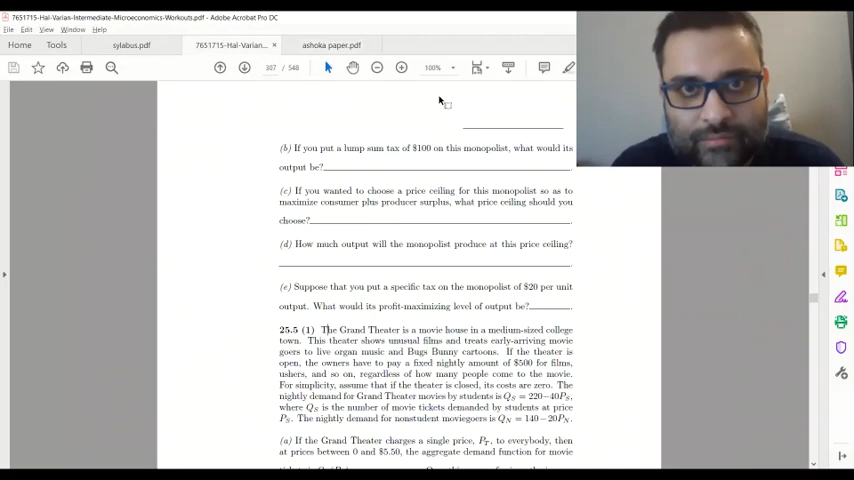 7651715-Hal-Varian-Intermediate-Microeconomics-Workouts.pdf - Adobe Acrobat Pro DC
File Edit View Window Help
Home Tools sylabus.pdf 7651715-Hal-Varian... × ashoka paper.pdf
307 / 548 100%
(b) If you put a lump sum tax of $100 on this monopolist, what would its
output be?
(c) If you wanted to choose a price ceiling for this monopolist so as to
maximize consumer plus producer surplus, what price ceiling should you
choose?
(d) How much output will the monopolist produce at this price ceiling?
(e) Suppose that you put a specific tax on the monopolist of $20 per unit
output. What would its profit-maximizing level of output be?
25.5 (1) The Grand Theater is a movie house in a medium-sized college
town. This theater shows unusual films and treats early-arriving movie
goers to live organ music and Bugs Bunny cartoons. If the theater is
open, the owners have to pay a fixed nightly amount of $500 for films,
ushers, and so on, regardless of how many people come to the movie.
For simplicity, assume that if the theater is closed, its costs are zero. The
nightly demand for Grand Theater movies by students is QS = 220−40PS,
where QS is the number of movie tickets demanded by students at price
PS. The nightly demand for nonstudent moviegoers is QN = 140−20PN.
(a) If the Grand Theater charges a single price, PT, to everybody, then
at prices between 0 and $5.50, the aggregate demand function for movie